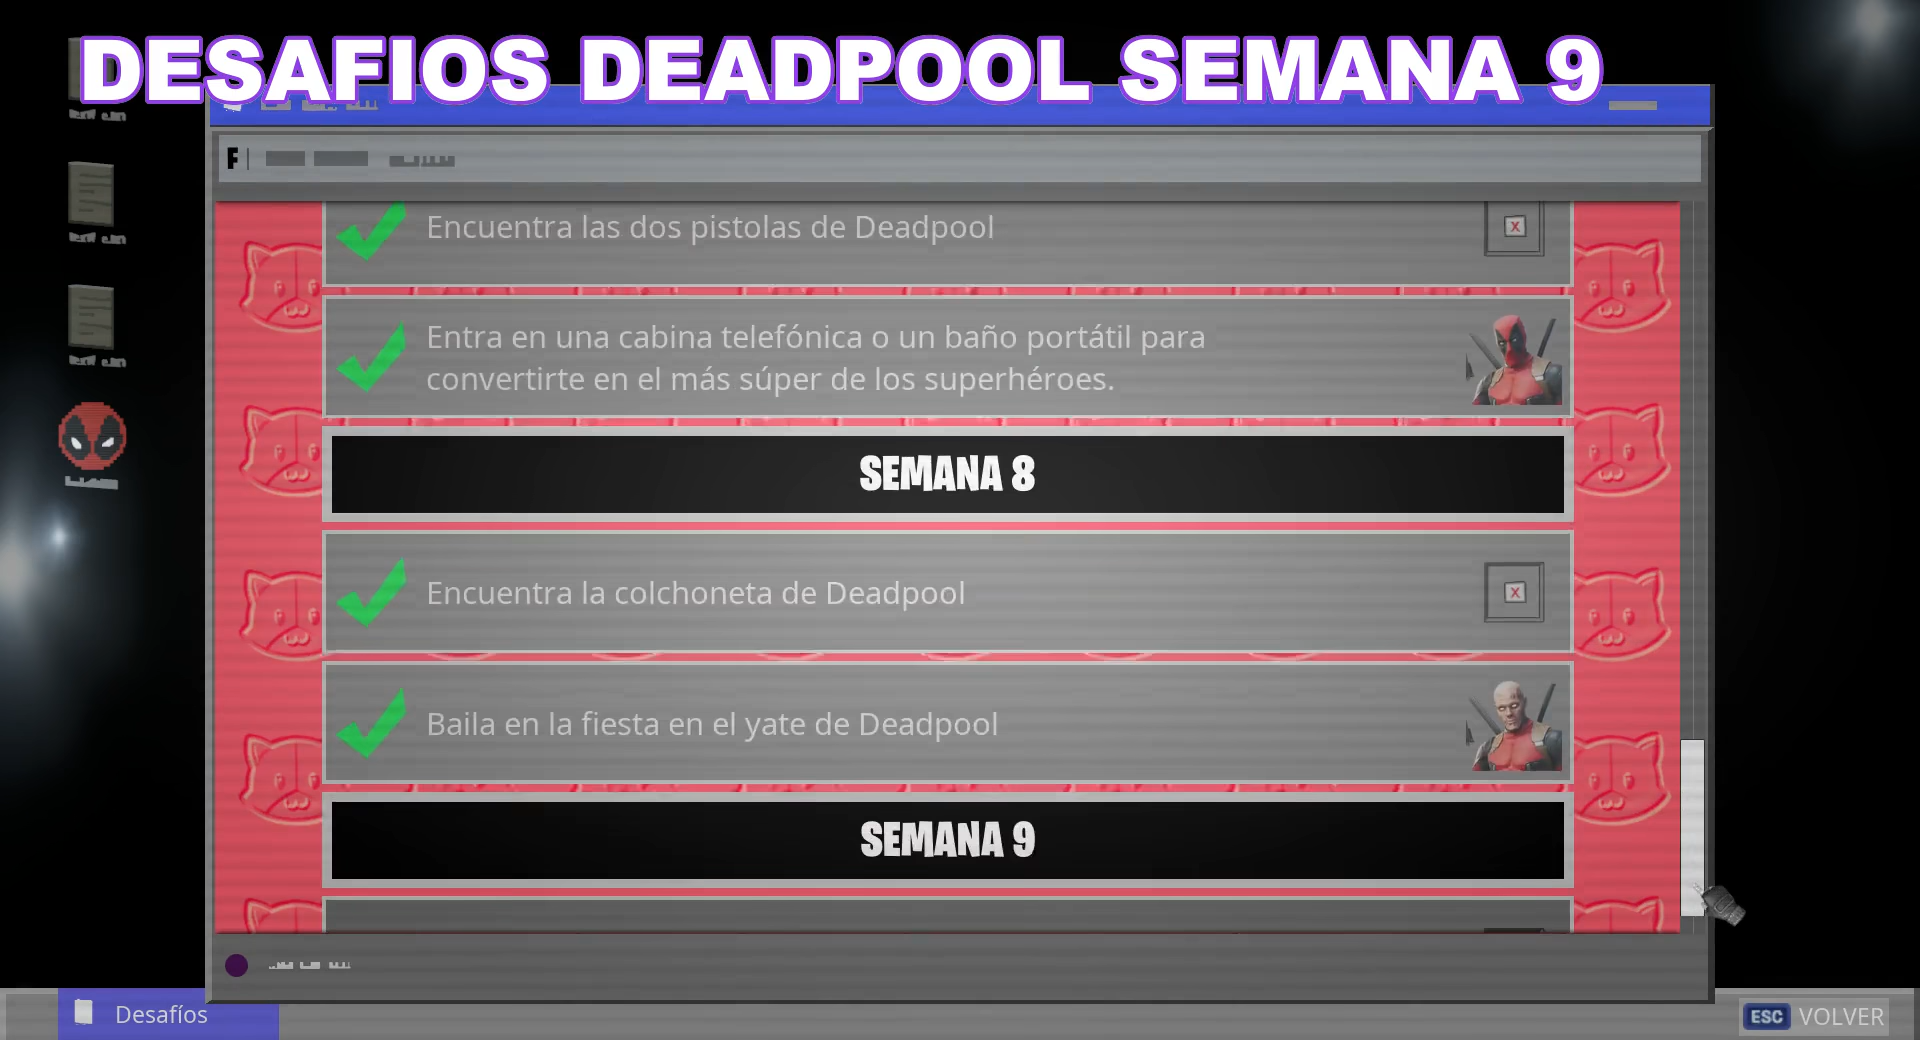 DESAFIOS DEADPOOL SEMANA 9
F
Encuentra las dos pistolas de Deadpool
X
Entra en una cabina telefónica o un baño portátil para
convertirte en el más súper de los superhéroes.
SEMANA 8
Encuentra la colchoneta de Deadpool
X
Baila en la fiesta en el yate de Deadpool
SEMANA 9
Desafíos
ESC VOLVER